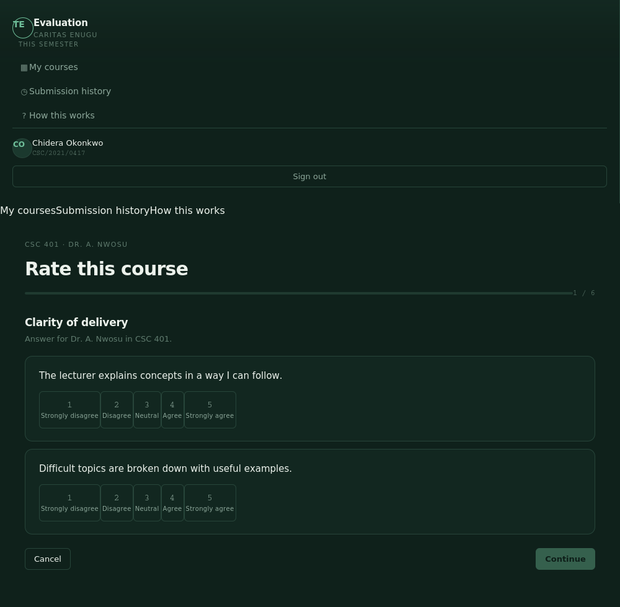 TE
Evaluation
CARITAS ENUGU
THIS SEMESTER
My courses
Submission history
? How this works
CO
Chidera Okonkwo
CSC/2021/0417
Sign out
My coursesSubmission historyHow this works
CSC 401 · DR. A. NWOSU
Rate this course
1 / 6
Clarity of delivery
Answer for Dr. A. Nwosu in CSC 401.
The lecturer explains concepts in a way I can follow.
1 2 3 4 5
Strongly disagree Disagree Neutral Agree Strongly agree
Difficult topics are broken down with useful examples.
1 2 3 4 5
Strongly disagree Disagree Neutral Agree Strongly agree
Cancel
Continue